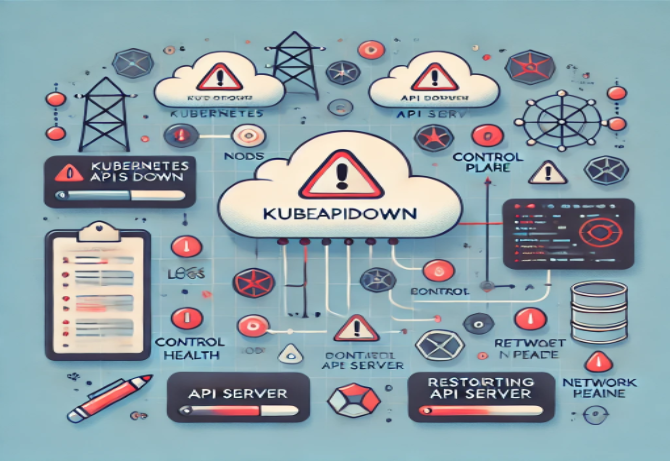 KUBERNETES
API SERV
NODS
CONTROL
PLAHE
KUBERNETES
APIS DOWN
KUBEAPIDOWN
LOGS
CONTROL
CONTROL
HEALTH
API SERVER
RETWOET
API SERVER
RESTORTING
API SERVER
NETWORK
PEAINE